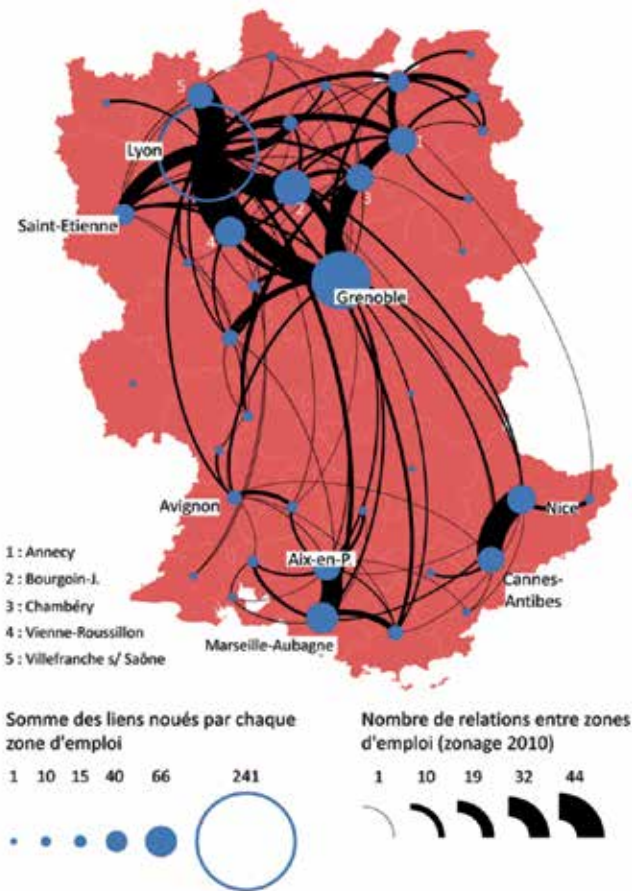 5
Lyon
1
3
2
Saint-Etienne
4
Grenoble
Avignon
Nice
Aix-en-P.
Cannes-
Antibes
Marseille-Aubagne
1 : Annecy
2 : Bourgoin-J.
3 : Chambéry
4 : Vienne-Roussillon
5 : Villefranche s/ Saône
Somme des liens noués par chaque
zone d'emploi
1 10 15 40 66 241
Nombre de relations entre zones
d'emploi (zonage 2010)
1 10 19 32 44